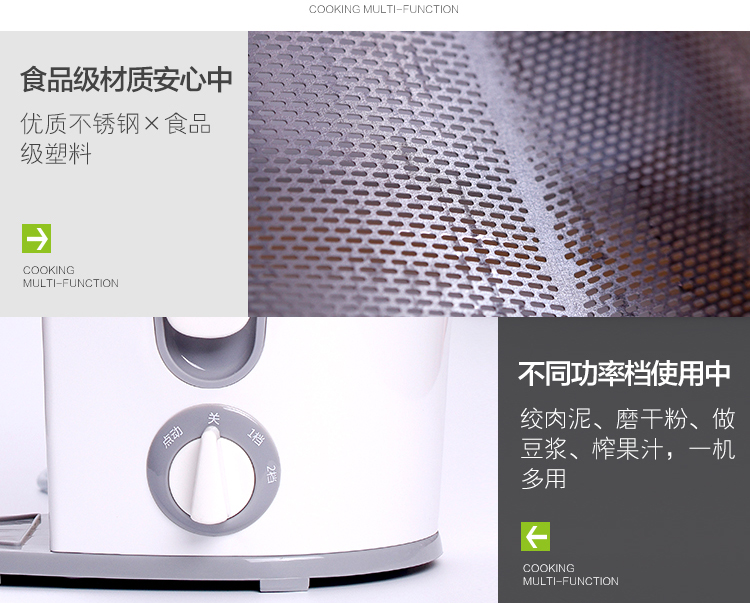 COOKING MULTI-FUNCTION
食品级材质安心中
优质不锈钢×食品
级塑料
COOKING
MULTI-FUNCTION
点动
关
1档
2档
不同功率档使用中
绞肉泥、磨干粉、做
豆浆、榨果汁，一机
多用
COOKING
MULTI-FUNCTION